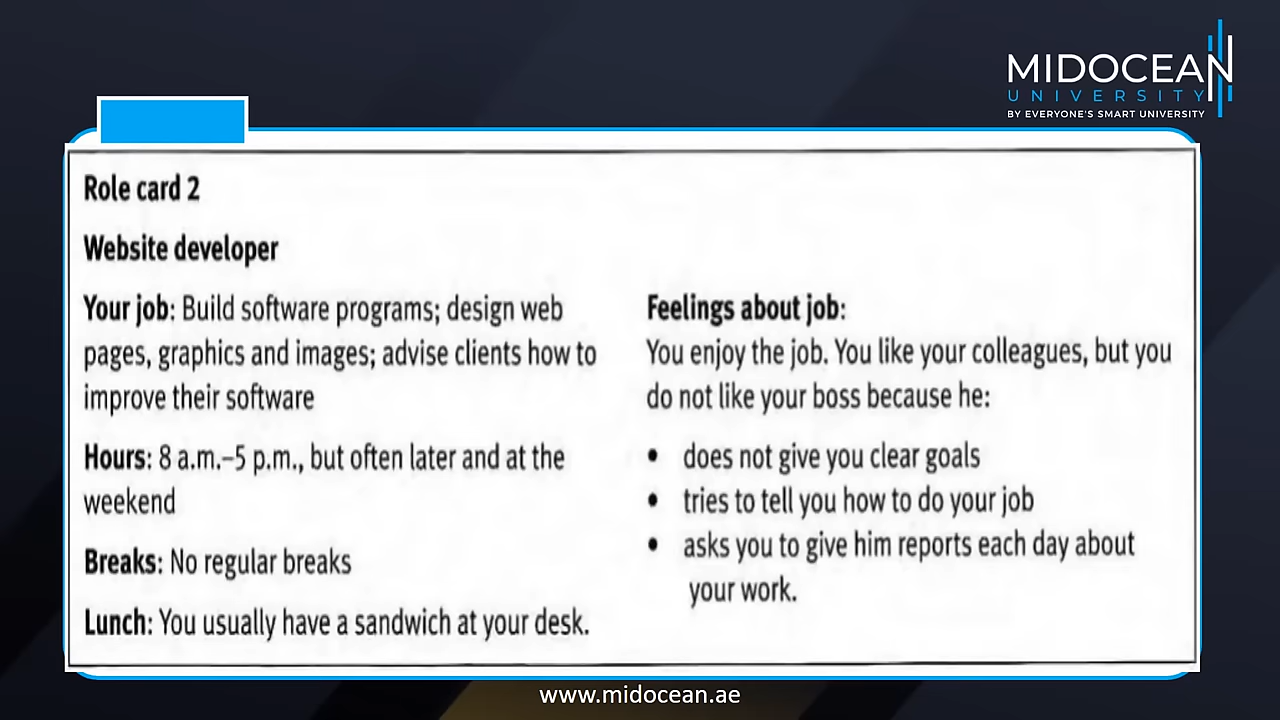 MIDOCEAN
UNIVERSITY
BY EVERYONE'S SMART UNIVERSITY
Role card 2
Website developer
Your job: Build software programs; design web
pages, graphics and images; advise clients how to
improve their software
Hours: 8 a.m.–5 p.m., but often later and at the
weekend
Breaks: No regular breaks
Lunch: You usually have a sandwich at your desk.
Feelings about job:
You enjoy the job. You like your colleagues, but you
do not like your boss because he:
• does not give you clear goals
• tries to tell you how to do your job
• asks you to give him reports each day about
your work.
www.midocean.ae